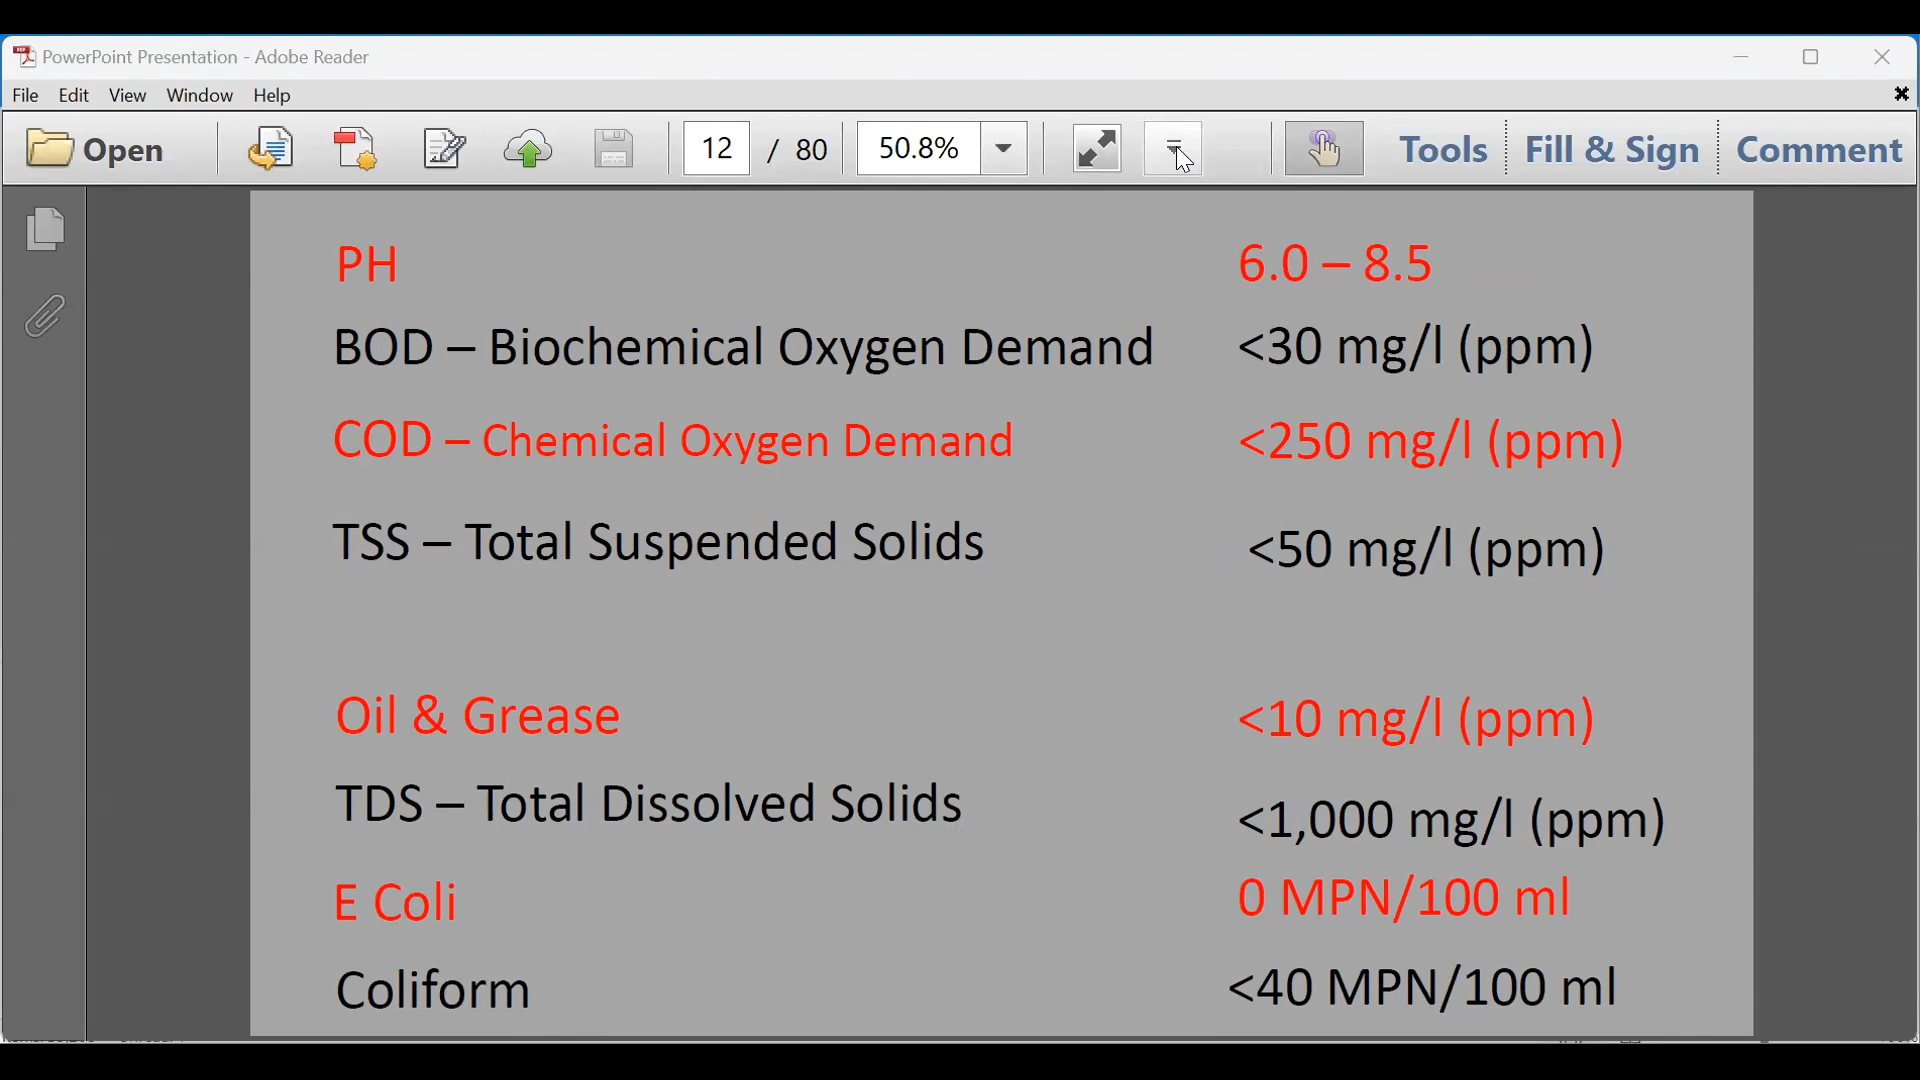 PowerPoint Presentation - Adobe Reader
File Edit View Window Help
Open 12 / 80 50.8% Tools Fill & Sign Comment
PH 6.0 – 8.5
BOD – Biochemical Oxygen Demand <30 mg/l (ppm)
COD – Chemical Oxygen Demand <250 mg/l (ppm)
TSS – Total Suspended Solids <50 mg/l (ppm)
Oil & Grease <10 mg/l (ppm)
TDS – Total Dissolved Solids <1,000 mg/l (ppm)
E Coli 0 MPN/100 ml
Coliform <40 MPN/100 ml